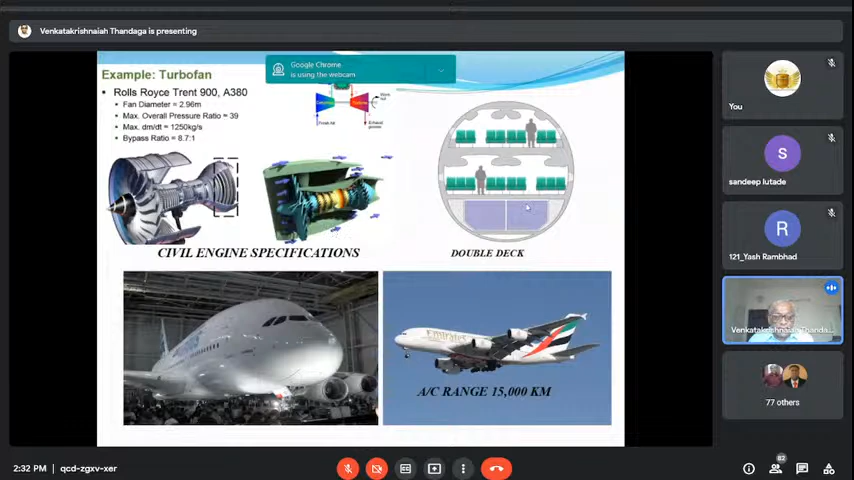 Venkatakrishnaiah Thandaga is presenting
Example: Turbofan
Google Chrome
is using the webcam
• Rolls Royce Trent 900, A380
• Fan Diameter = 2.96m
• Max. Overall Pressure Ratio = 39
• Max. dm/dt = 1250kg/s
• Bypass Ratio = 8.7:1
CIVIL ENGINE SPECIFICATIONS
DOUBLE DECK
Emirates
A/C RANGE 15,000 KM
You
S
sandeep lutade
R
121_Yash Rambhad
Venkatakrishnaiah Thanda...
77 others
2:32 PM
qcd-zgxv-xer
82